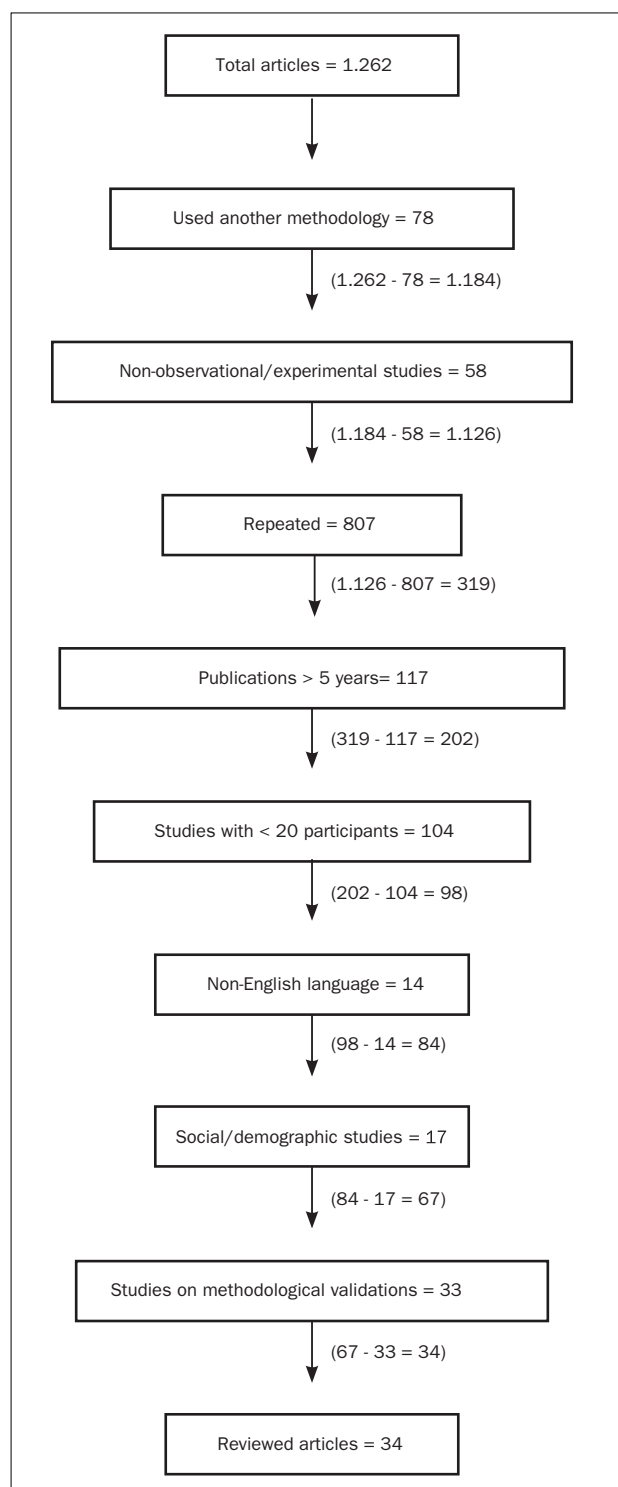 Total articles = 1.262
Used another methodology = 78
(1.262 - 78 = 1.184)
Non-observational/experimental studies = 58
(1.184 - 58 = 1.126)
Repeated = 807
(1.126 - 807 = 319)
Publications > 5 years= 117
(319 - 117 = 202)
Studies with < 20 participants = 104
(202 - 104 = 98)
Non-English language = 14
(98 - 14 = 84)
Social/demographic studies = 17
(84 - 17 = 67)
Studies on methodological validations = 33
(67 - 33 = 34)
Reviewed articles = 34